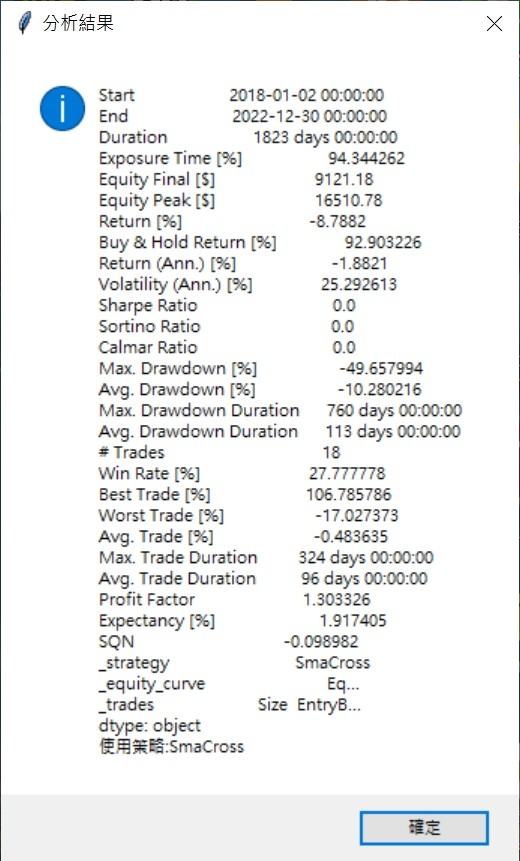 分析結果
Start 2018-01-02 00:00:00
End 2022-12-30 00:00:00
Duration 1823 days 00:00:00
Exposure Time [%] 94.344262
Equity Final [$] 9121.18
Equity Peak [$] 16510.78
Return [%] -8.7882
Buy & Hold Return [%] 92.903226
Return (Ann.) [%] -1.8821
Volatility (Ann.) [%] 25.292613
Sharpe Ratio 0.0
Sortino Ratio 0.0
Calmar Ratio 0.0
Max. Drawdown [%] -49.657994
Avg. Drawdown [%] -10.280216
Max. Drawdown Duration 760 days 00:00:00
Avg. Drawdown Duration 113 days 00:00:00
# Trades 18
Win Rate [%] 27.777778
Best Trade [%] 106.785786
Worst Trade [%] -17.027373
Avg. Trade [%] -0.483635
Max. Trade Duration 324 days 00:00:00
Avg. Trade Duration 96 days 00:00:00
Profit Factor 1.303326
Expectancy [%] 1.917405
SQN -0.098982
_strategy SmaCross
_equity_curve Eq...
_trades Size EntryB...
dtype: object
使用策略:SmaCross
確定